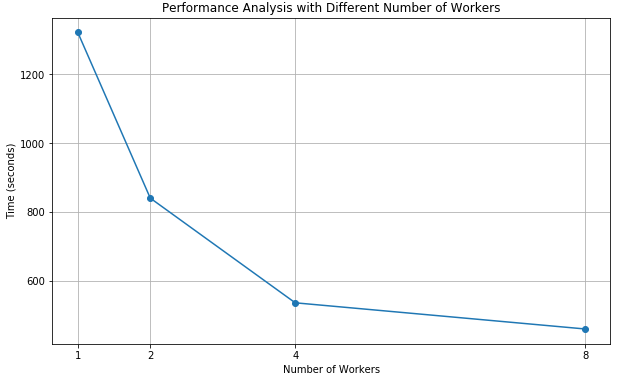 Performance Analysis with Different Number of Workers
1200
1000
800
600
Time (seconds)
1 2 4 8
Number of Workers